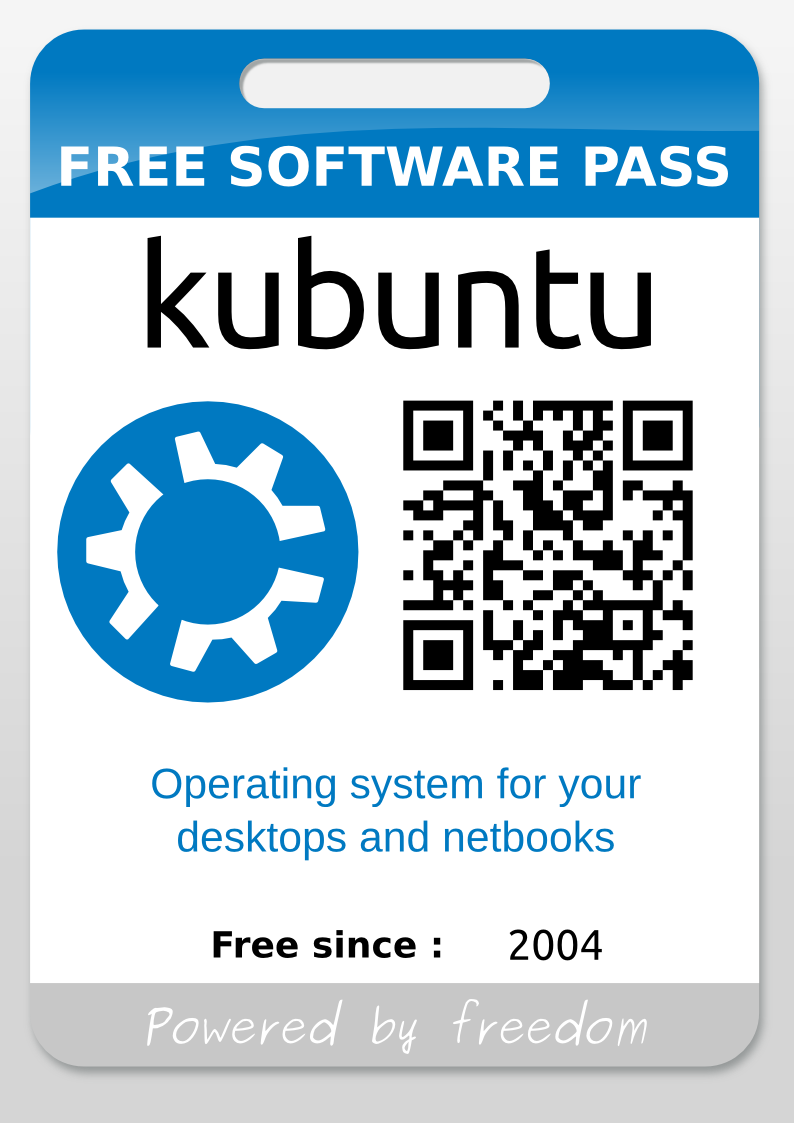 FREE SOFTWARE PASS
kubuntu
Operating system for your
desktops and netbooks
Free since : 2004
Powered by freedom